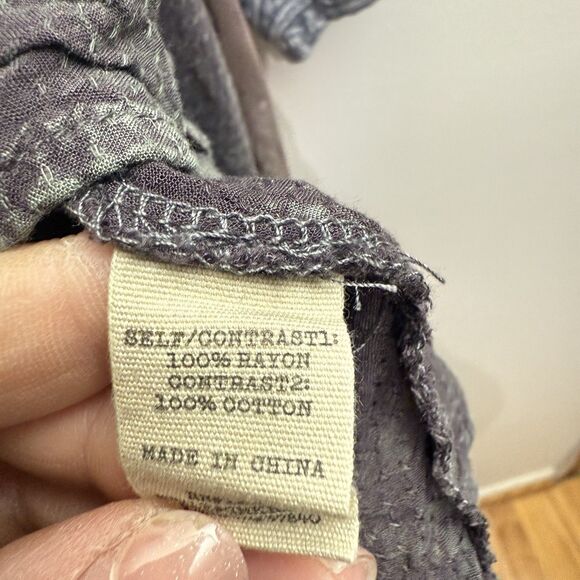 SELF/CONTRAST1:
100% RAYON
CONTRAST2:
100% COTTON
MADE IN CHINA